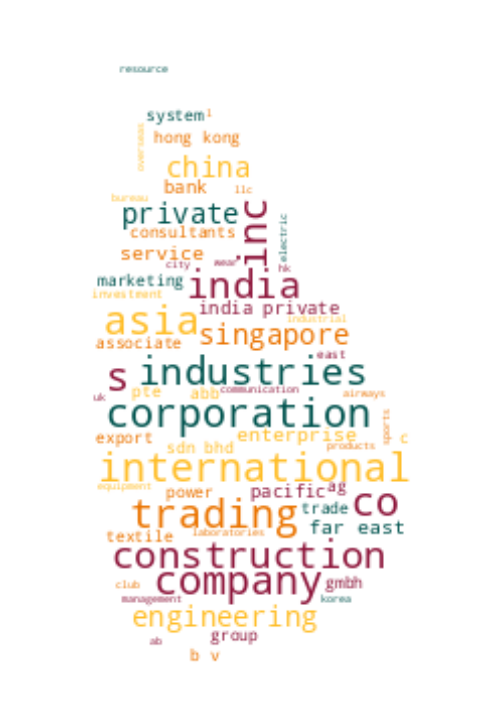 resource
system l
overseas
hong kong
china
bank llc
bureau
private inc
consultants electric
service
city wear hk
marketing india
investment
india private
asia industrial
singapore
associate east
s industries
uk pte abb communication airways
corporation sports
export enterprise c
sdn bhd products
international
equipment power pacific ag
trading trade co
far east
textile laboratories
construction
company gmbh
club
management korea
engineering
ab group
b v